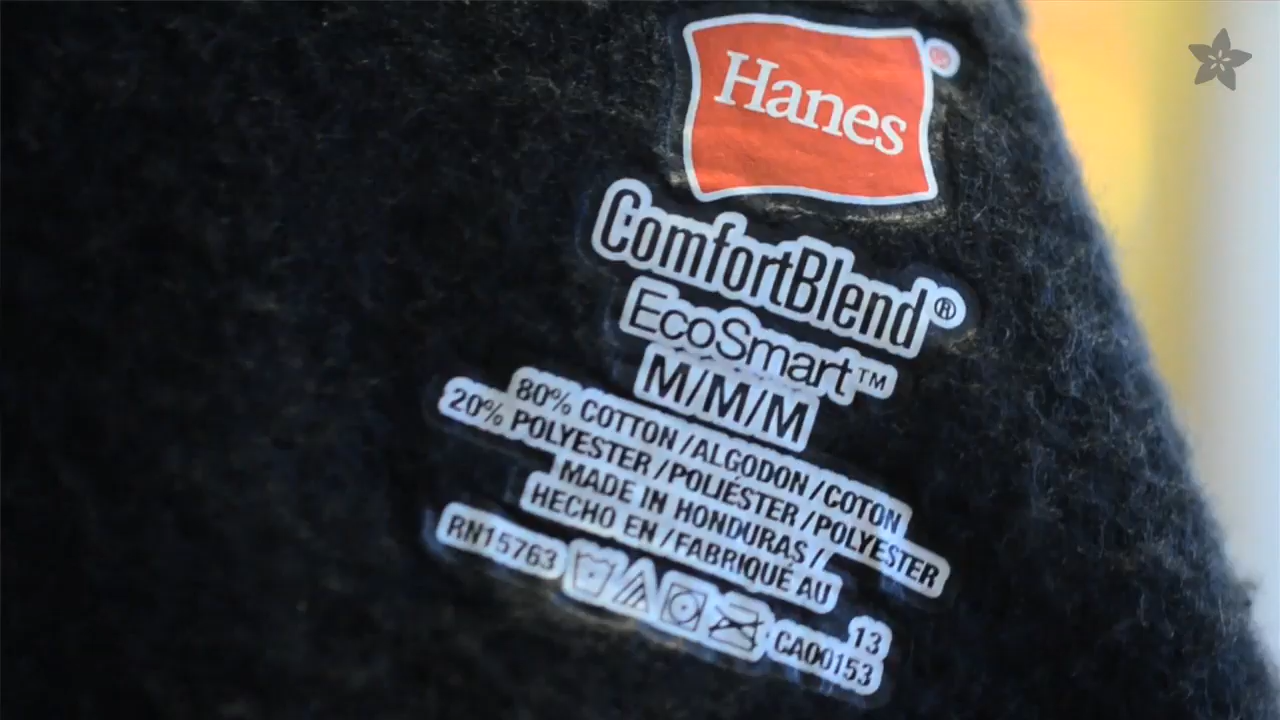 Hanes®
ComfortBlend®
EcoSmart™
M/M/M
80% COTTON/ALGODON/COTON
20% POLYESTER/POLIÉSTER/POLYESTER
MADE IN HONDURAS/
HECHO EN/FABRIQUÉ AU
RN15763
13
CA00153